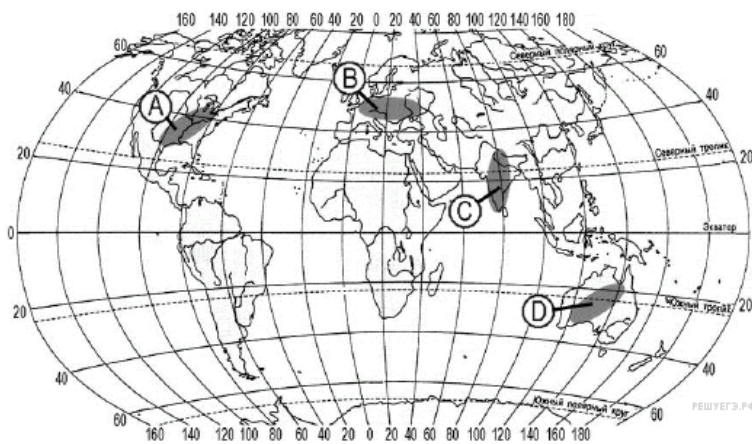 160 140 120 100 80 60 40 20 0 20 40 60 80 100 120 140 160 180
60 Северный полярный круг 60
B
40 A 40
20 Северный тропик 20
C
0 Экватор 0
D
20 Южный тропик 20
40 40
60 Южный полярный круг 60
160 140 120 100 80 60 40 20 0 20 40 60 80 100 120 140 160 180
РЕШУЕГЭ.РФ